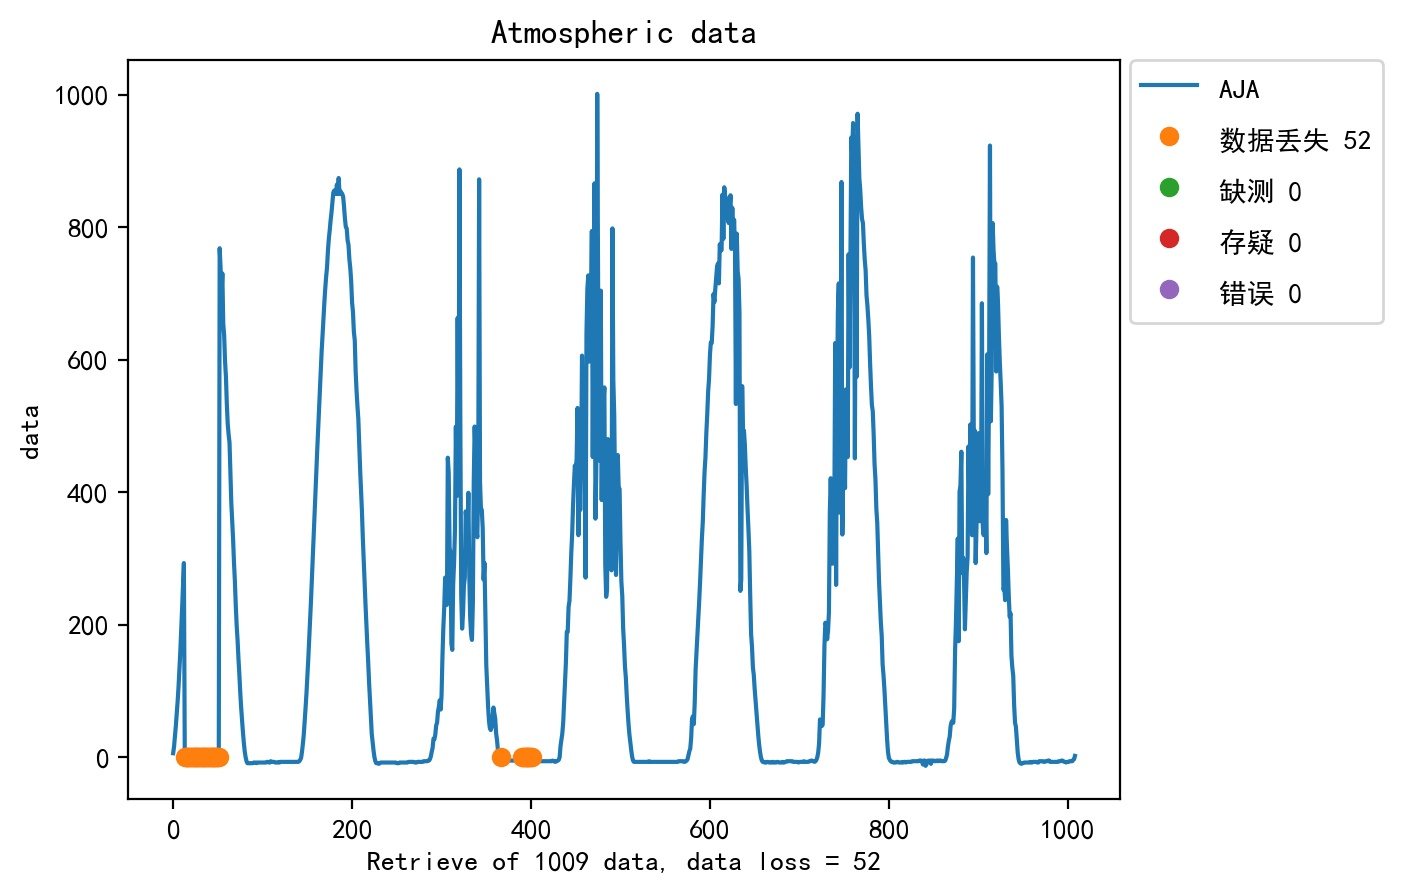 Atmospheric data
AJA
数据丢失 52
缺测 0
存疑 0
错误 0
data
1000
800
600
400
200
0
0 200 400 600 800 1000
Retrieve of 1009 data, data loss = 52